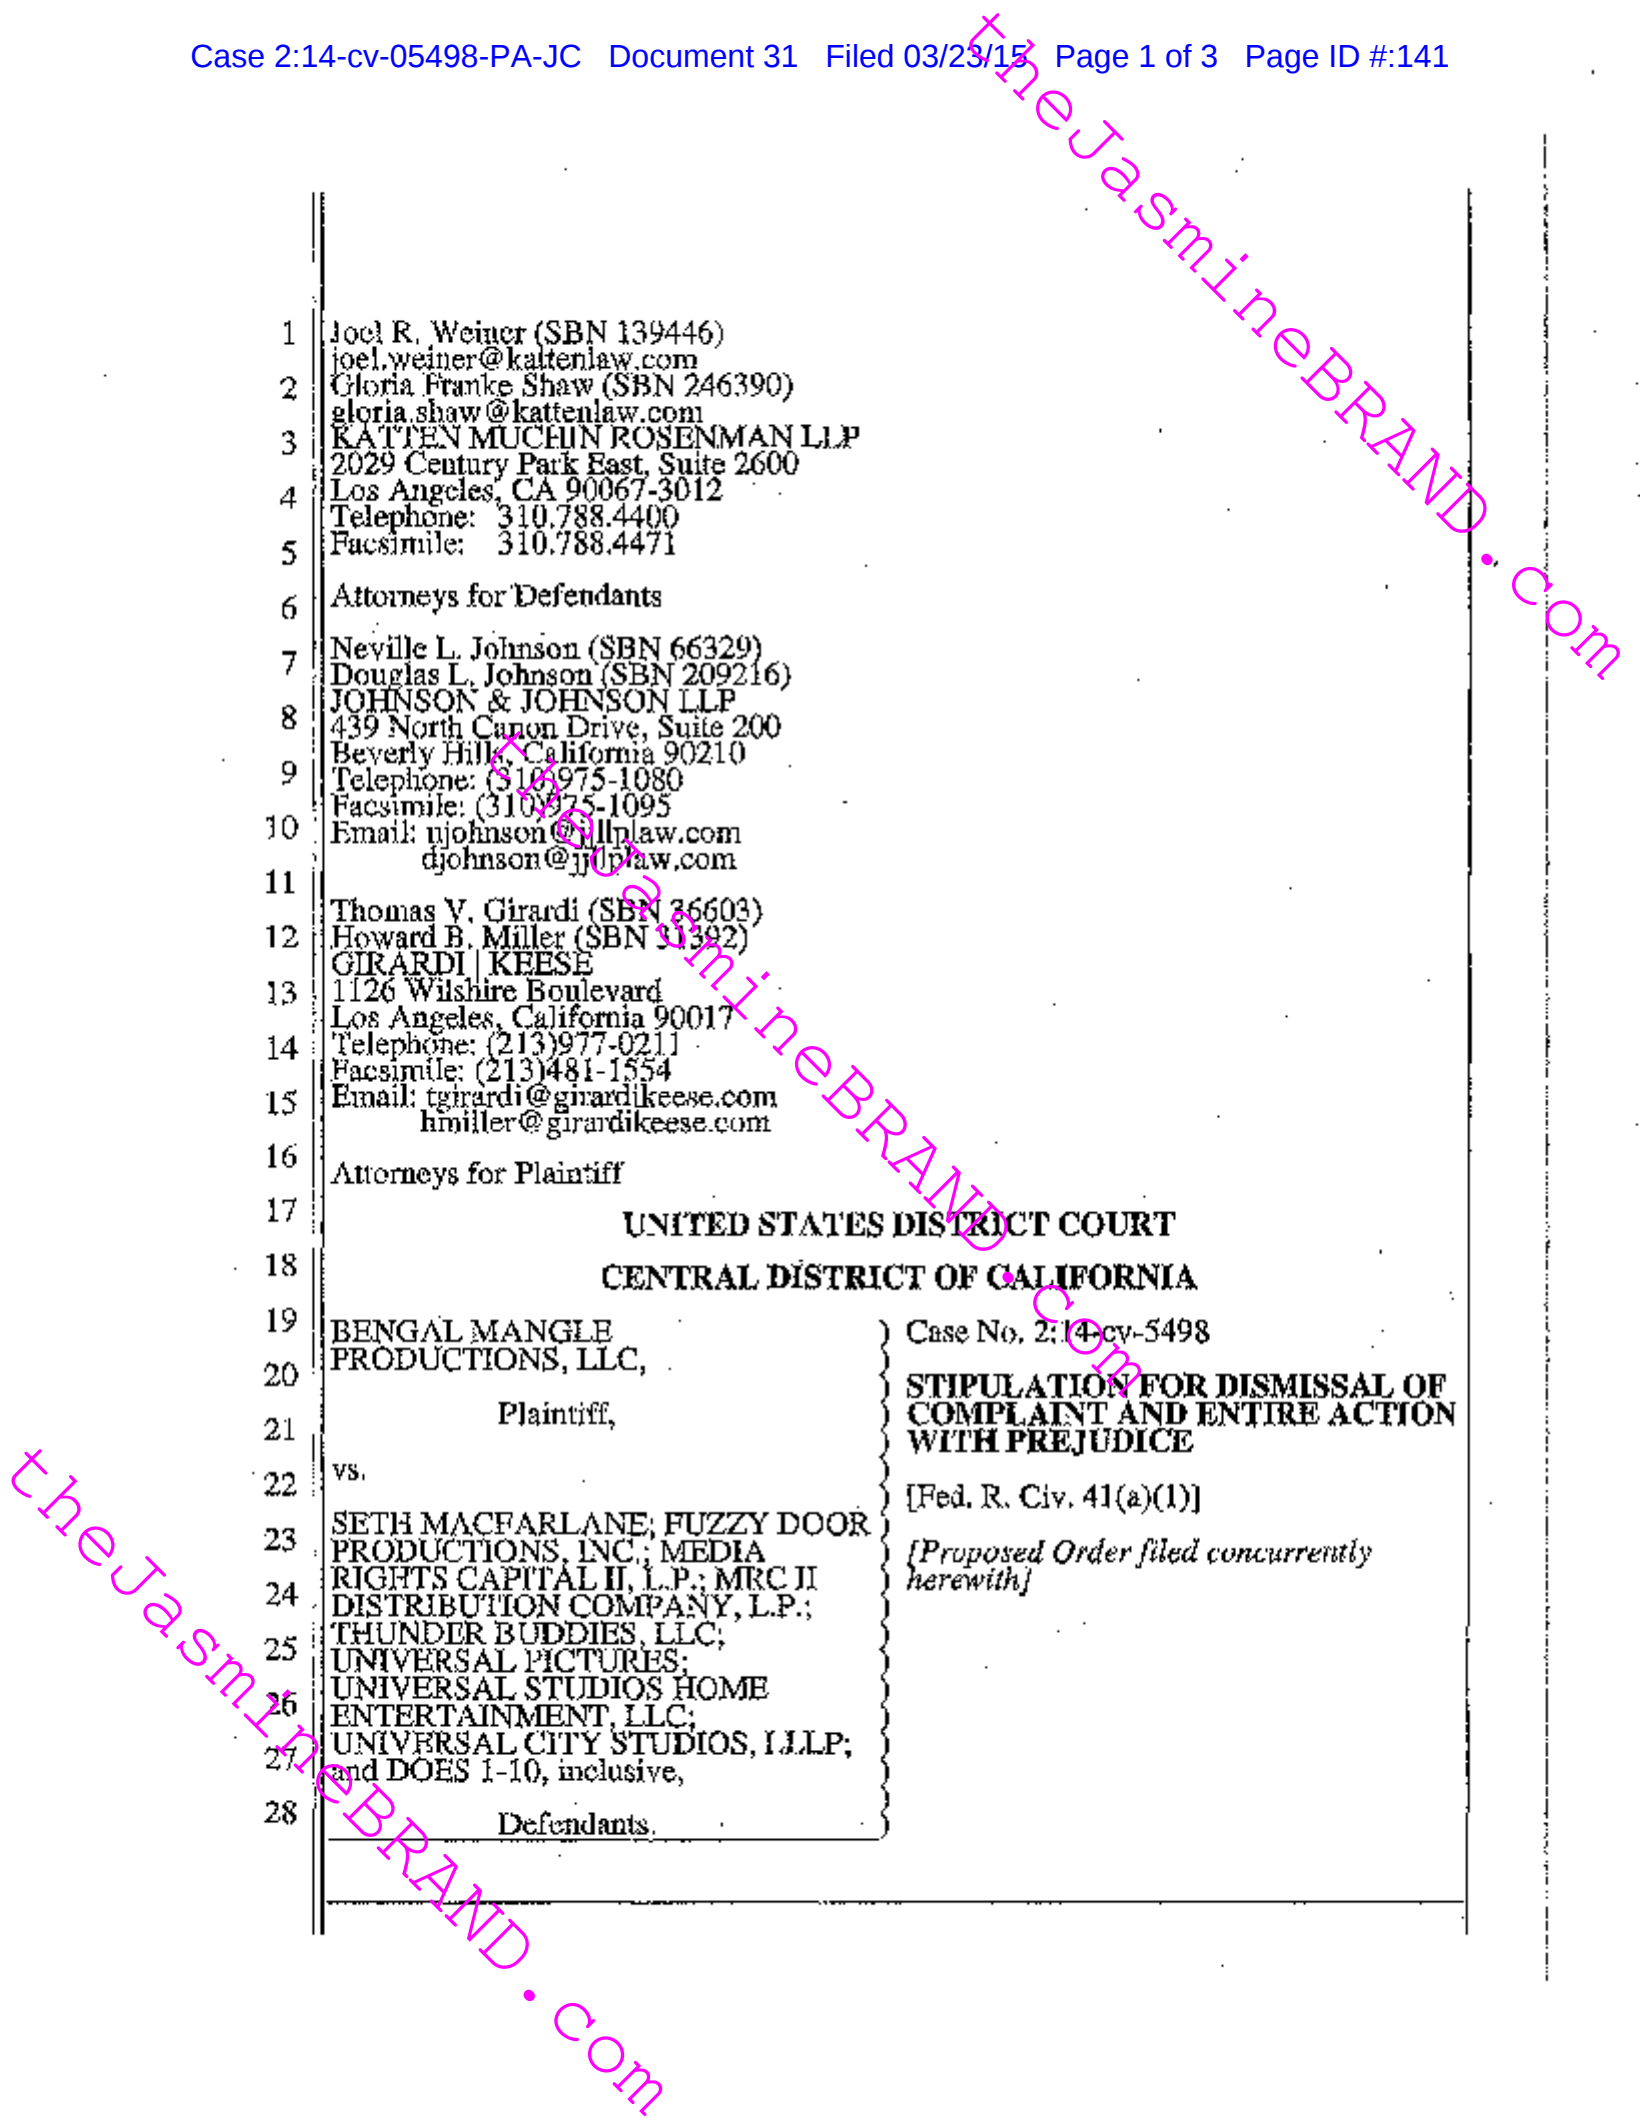 Case 2:14-cv-05498-PA-JC Document 31 Filed 03/23/15 Page 1 of 3 Page ID #:141
1 Joel R. Weiner (SBN 139446)
joel.weiner@kattenlaw.com
2 Gloria Franke Shaw (SBN 246390)
gloria.shaw@kattenlaw.com
3 KATTEN MUCHIN ROSENMAN LLP
2029 Century Park East, Suite 2600
4 Los Angeles, CA 90067-3012
Telephone: 310.788.4400
5 Facsimile: 310.788.4471
6 Attorneys for Defendants
7 Neville L. Johnson (SBN 66329)
Douglas L. Johnson (SBN 209216)
8 JOHNSON & JOHNSON LLP
439 North Canon Drive, Suite 200
9 Beverly Hills, California 90210
Telephone: (310)975-1080
Facsimile: (310)975-1095
10 Email: njohnson@jjllplaw.com
djohnson@jjllplaw.com
11
Thomas V. Girardi (SBN 36603)
12 Howard B. Miller (SBN
GIRARDI | KEESE
13 1126 Wilshire Boulevard
Los Angeles, California 90017
14 Telephone: (213)977-0211
Facsimile: (213)481-1554
15 Email: tgirardi@girardikeese.com
hmiller@girardikeese.com
16 Attorneys for Plaintiff
17 UNITED STATES DISTRICT COURT
18 CENTRAL DISTRICT OF CALIFORNIA
19 BENGAL MANGLE
20 PRODUCTIONS, LLC,
21 Plaintiff,
22 vs.
23 SETH MACFARLANE; FUZZY DOOR
PRODUCTIONS, INC.; MEDIA
24 RIGHTS CAPITAL II, L.P.; MRC II
DISTRIBUTION COMPANY, L.P.;
25 THUNDER BUDDIES, LLC;
UNIVERSAL PICTURES;
26 UNIVERSAL STUDIOS HOME
ENTERTAINMENT, LLC;
27 UNIVERSAL CITY STUDIOS, LLLP;
and DOES 1-10, inclusive,
28 Defendants.
Case No. 2:14-cv-5498
STIPULATION FOR DISMISSAL OF
COMPLAINT AND ENTIRE ACTION
WITH PREJUDICE
[Fed. R. Civ. 41(a)(1)]
[Proposed Order filed concurrently
herewith]
theJasmineBRAND.com
theJasmineBRAND.com
theJasmineBRAND.com